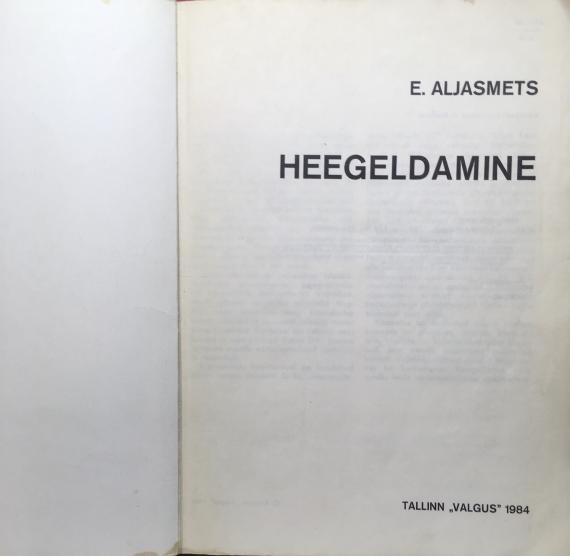 E. ALJASMETS
HEEGELDAMINE
TALLINN „VALGUS” 1984